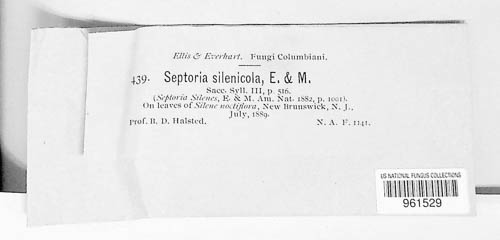 Ellis & Everhart. Fungi Columbiani.
439. Septoria silenicola, E. & M.
Sacc. Syll. III, p. 516.
(Septoria Silenes, E. & M. Am. Nat. 1882, p. 1001).
On leaves of Silene noctiflora, New Brunswick, N. J.,
July, 1889.
Prof. B. D. Halsted. N. A. F. 1141.
US NATIONAL FUNGUS COLLECTIONS
961529